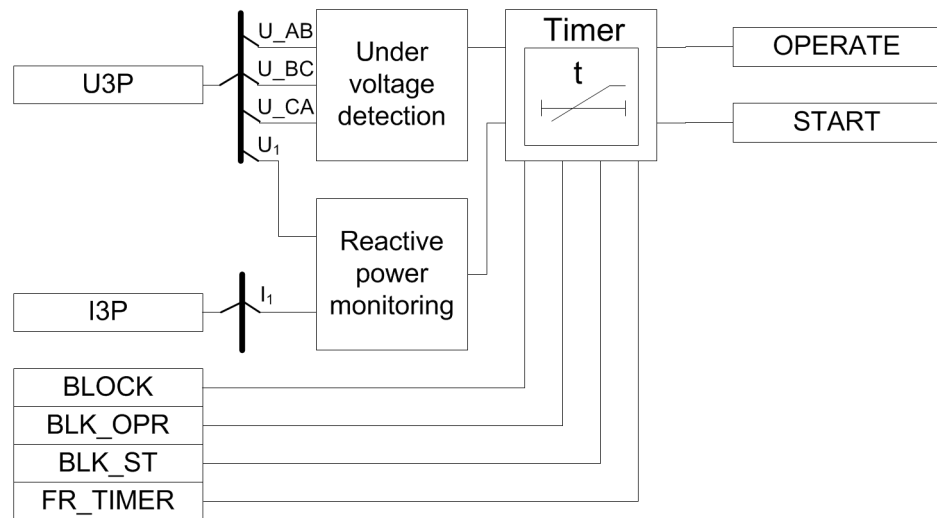 U3P
U_AB
U_BC
U_CA
U₁
Under
voltage
detection
Timer
t
OPERATE
START
I3P
I₁
Reactive
power
monitoring
BLOCK
BLK_OPR
BLK_ST
FR_TIMER